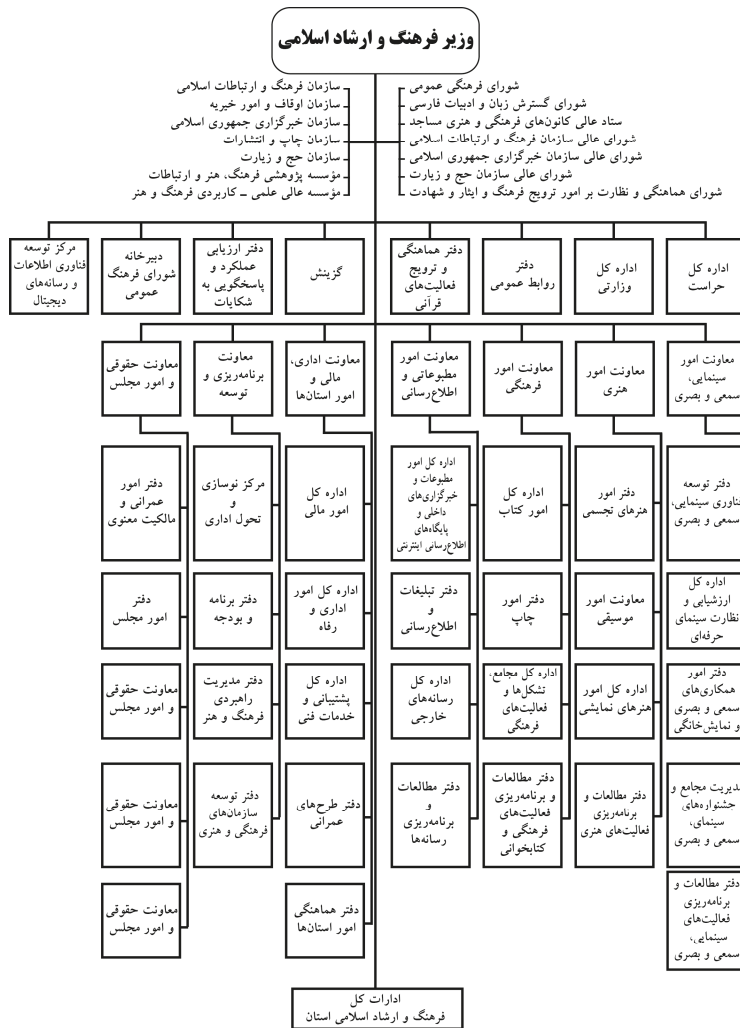 وزیر فرهنگ و ارشاد اسلامی
شورای فرهنگی عمومی
شورای گسترش زبان و ادبیات فارسی
ستاد عالی کانون‌های فرهنگی و هنری مساجد
شورای عالی سازمان فرهنگ و ارتباطات اسلامی
شورای عالی سازمان خبرگزاری جمهوری اسلامی
شورای عالی سازمان حج و زیارت
شورای هماهنگی و نظارت بر امور ترویج فرهنگ و ایثار و شهادت
سازمان فرهنگ و ارتباطات اسلامی
سازمان اوقاف و امور خیریه
سازمان خبرگزاری جمهوری اسلامی
سازمان چاپ و انتشارات
سازمان حج و زیارت
مؤسسه پژوهشی فرهنگ، هنر و ارتباطات
مؤسسه عالی علمی ـ کاربردی فرهنگ و هنر
اداره کل
حراست
اداره کل
وزارتی
دفتر
روابط عمومی
دفتر هماهنگی
و ترویج
فعالیت‌های
قرآنی
گزینش
دفتر ارزیابی
عملکرد و
پاسخگویی به
شکایات
دبیرخانه
شورای فرهنگ
عمومی
مرکز توسعه
فناوری اطلاعات
و رسانه‌های
دیجیتال
معاونت امور
سینمایی،
سمعی و بصری
معاونت امور
هنری
معاونت امور
فرهنگی
معاونت امور
مطبوعاتی و
اطلاع‌رسانی
معاونت اداری،
مالی و
امور استان‌ها
معاونت
برنامه‌ریزی و
توسعه
معاونت حقوقی
و امور مجلس
دفتر توسعه
فناوری سینمایی،
سمعی و بصری
دفتر امور
هنرهای تجسمی
اداره کل
امور کتاب
اداره کل امور
مطبوعات و
خبرگزاری‌های
داخلی و
پایگاه‌های
اطلاع‌رسانی اینترنتی
اداره کل
امور مالی
مرکز نوسازی
و
تحول اداری
دفتر امور
عمرانی و
مالکیت معنوی
اداره کل
ارزشیابی و
نظارت سینمای
حرفه‌ای
معاونت امور
موسیقی
دفتر امور
چاپ
دفتر تبلیغات
و
اطلاع‌رسانی
اداره کل امور
اداری و
رفاه
دفتر برنامه
و بودجه
دفتر
امور مجلس
دفتر امور
همکاری‌های
سمعی و بصری
و نمایش‌خانگی
اداره کل امور
هنرهای نمایشی
اداره کل مجامع،
تشکل‌ها و
فعالیت‌های
فرهنگی
اداره کل
رسانه‌های
خارجی
اداره کل
پشتیبانی و
خدمات فنی
دفتر مدیریت
راهبردی
فرهنگ و هنر
معاونت حقوقی
و امور مجلس
مدیریت مجامع و
جشنواره‌های
سینمای،
سمعی و بصری
دفتر مطالعات و
برنامه‌ریزی
فعالیت‌های هنری
دفتر مطالعات
و برنامه‌ریزی
فعالیت‌های
فرهنگی و
کتابخوانی
دفتر مطالعات
و
برنامه‌ریزی
رسانه‌ها
دفتر طرح‌های
عمرانی
دفتر توسعه
سازمان‌های
فرهنگی و هنری
معاونت حقوقی
و امور مجلس
دفتر مطالعات و
برنامه‌ریزی
فعالیت‌های
سینمایی،
سمعی و بصری
دفتر هماهنگی
امور استان‌ها
معاونت حقوقی
و امور مجلس
ادارات کل
فرهنگ و ارشاد اسلامی استان